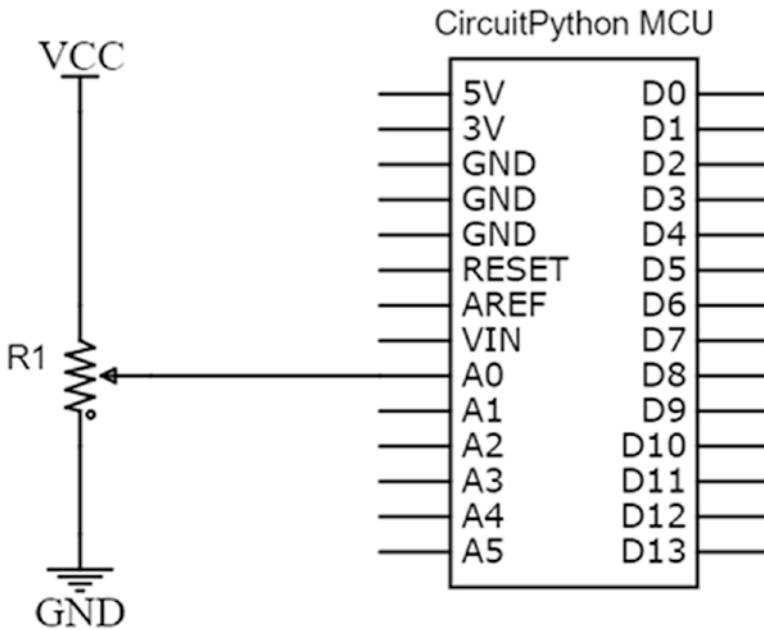 CircuitPython MCU
VCC
5V D0
3V D1
GND D2
GND D3
GND D4
RESET D5
AREF D6
VIN D7
R1
A0 D8
A1 D9
A2 D10
A3 D11
A4 D12
A5 D13
GND